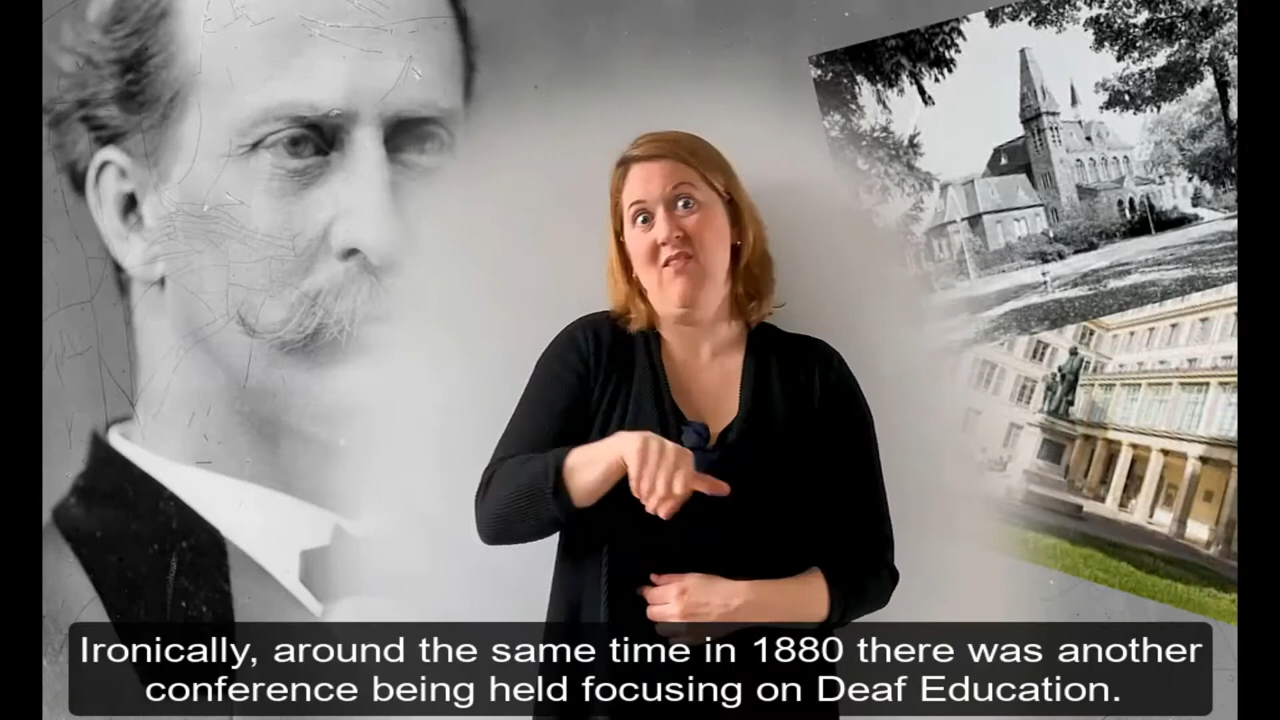 Ironically, around the same time in 1880 there was another
conference being held focusing on Deaf Education.